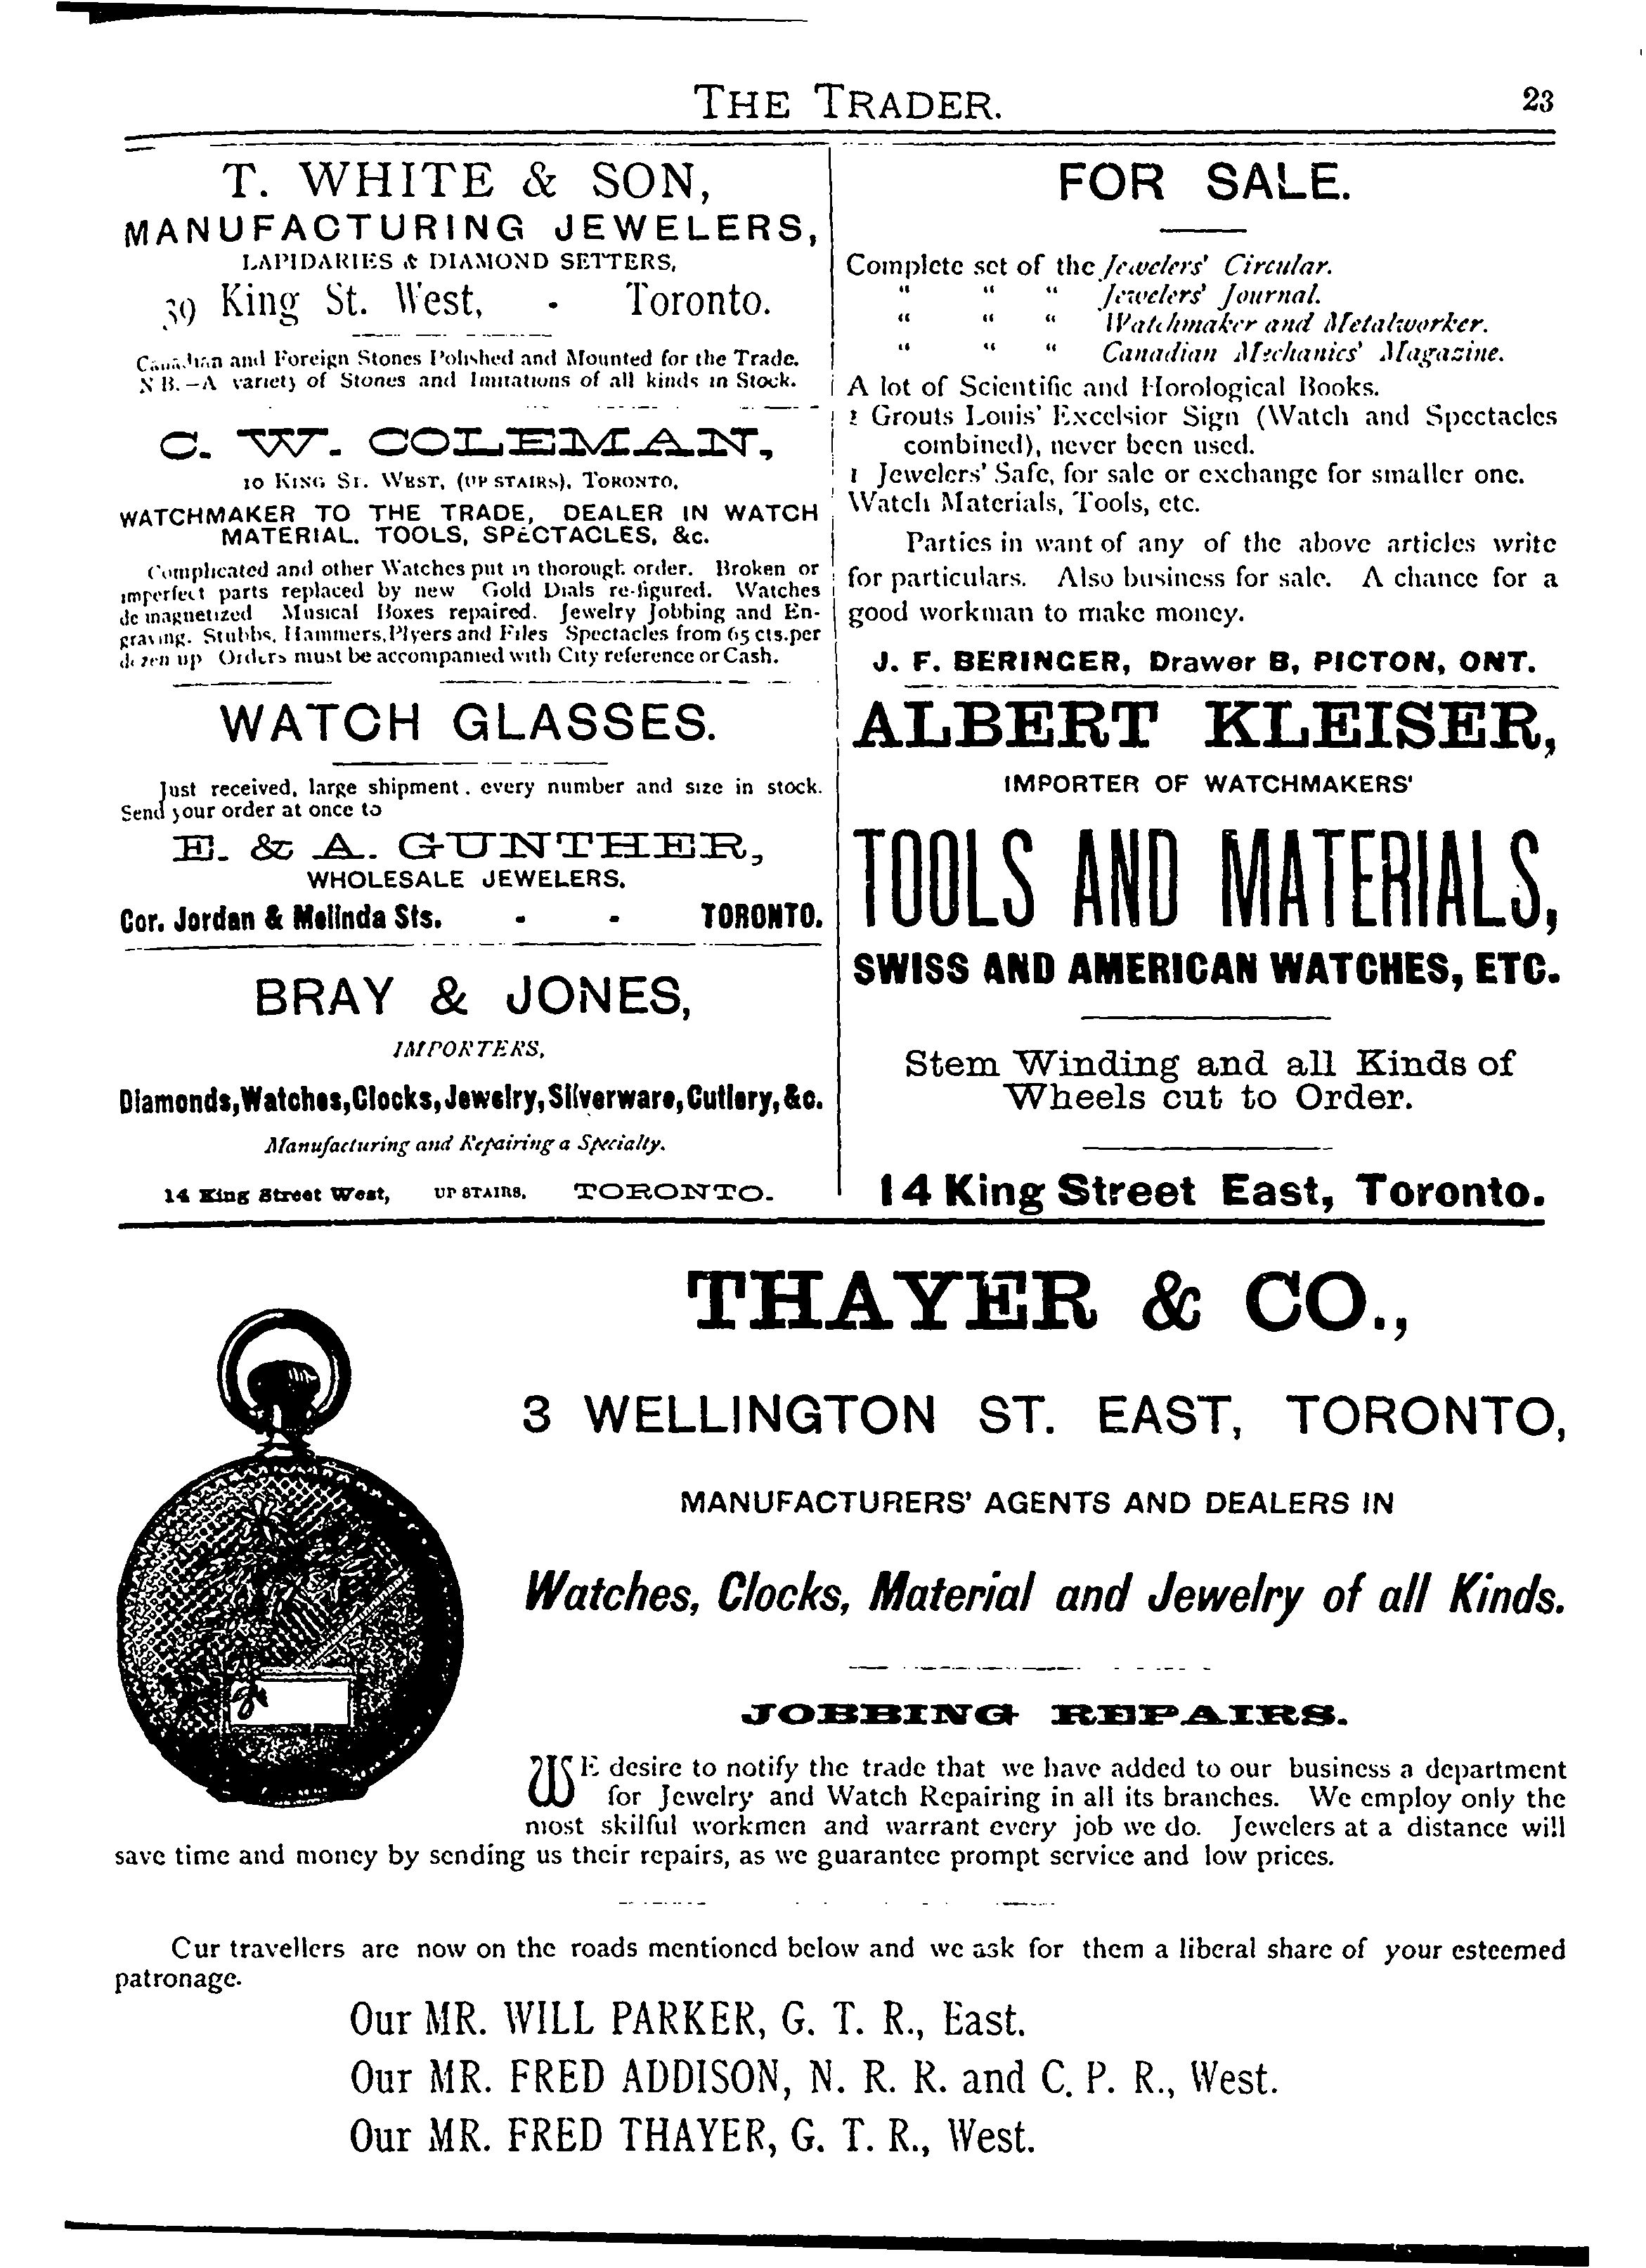 THE TRADER.
23
T. WHITE & SON,
MANUFACTURING JEWELERS,
LAPIDARIES & DIAMOND SETTERS,
39 King St. West, - Toronto.
Canadian and Foreign Stones Polished and Mounted for the Trade.
N B.—A variety of Stones and Imitations of all kinds in Stock.
C. W. COLEMAN,
10 KING ST. WEST, (UP STAIRS), TORONTO,
WATCHMAKER TO THE TRADE, DEALER IN WATCH
MATERIAL. TOOLS, SPECTACLES, &c.
Complicated and other Watches put in thorough order. Broken or
imperfect parts replaced by new Gold Dials re-figured. Watches
de magnetized Musical Boxes repaired. Jewelry Jobbing and En-
graving. Stubbs, Hammers, Plyers and Files Spectacles from 65 cts. per
dozen up Orders must be accompanied with City reference or Cash.
WATCH GLASSES.
Just received, large shipment. every number and size in stock.
Send your order at once to
E. & A. GUNTHER,
WHOLESALE JEWELERS.
Cor. Jordan & Melinda Sts. - - TORONTO.
BRAY & JONES,
IMPORTERS,
Diamonds, Watches, Clocks, Jewelry, Silverware, Cutlery, &c.
Manufacturing and Repairing a Specialty.
14 King Street West, UP STAIRS, TORONTO.
FOR SALE.
Complete set of the Jewelers' Circular.
" " " Jewelers' Journal.
" " " Watchmaker and Metalworker.
" " " Canadian Mechanics' Magazine.
A lot of Scientific and Horological Books.
1 Grouts Louis' Excelsior Sign (Watch and Spectacles
combined), never been used.
1 Jewelers' Safe, for sale or exchange for smaller one.
Watch Materials, Tools, etc.
Parties in want of any of the above articles write
for particulars. Also business for sale. A chance for a
good workman to make money.
J. F. BERINGER, Drawer B, PICTON, ONT.
ALBERT KLEISER,
IMPORTER OF WATCHMAKERS'
TOOLS AND MATERIALS,
SWISS AND AMERICAN WATCHES, ETC.
Stem Winding and all Kinds of
Wheels cut to Order.
14 King Street East, Toronto.
THAYER & CO.,
3 WELLINGTON ST. EAST, TORONTO,
MANUFACTURERS' AGENTS AND DEALERS IN
Watches, Clocks, Material and Jewelry of all Kinds.
JOBBING REPAIRS.
WE desire to notify the trade that we have added to our business a department
for Jewelry and Watch Repairing in all its branches. We employ only the
most skilful workmen and warrant every job we do. Jewelers at a distance will
save time and money by sending us their repairs, as we guarantee prompt service and low prices.
Cur travellers are now on the roads mentioned below and we ask for them a liberal share of your esteemed
patronage.
Our MR. WILL PARKER, G. T. R., East.
Our MR. FRED ADDISON, N. R. R. and C. P. R., West.
Our MR. FRED THAYER, G. T. R., West.